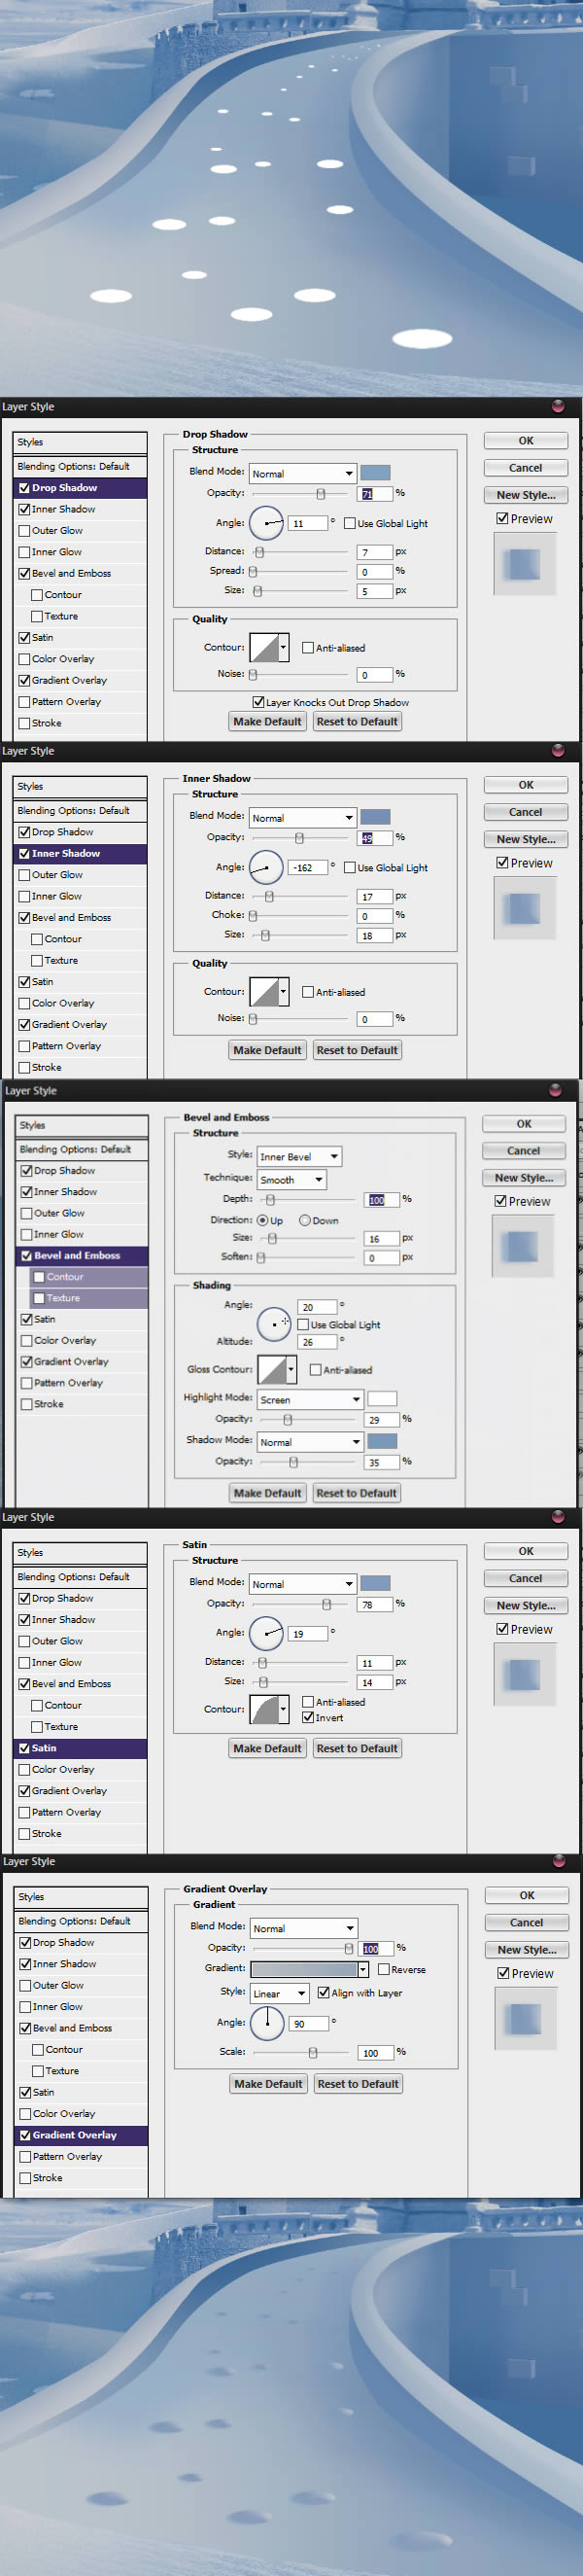 Layer Style
Styles
Blending Options: Default
Drop Shadow
Inner Shadow
Outer Glow
Inner Glow
Bevel and Emboss
Contour
Texture
Satin
Color Overlay
Gradient Overlay
Pattern Overlay
Stroke
Drop Shadow
Structure
Blend Mode: Normal
Opacity: 71 %
Angle: 11 ° Use Global Light
Distance: 7 px
Spread: 0 %
Size: 5 px
Quality
Contour: Anti-aliased
Noise: 0 %
Layer Knocks Out Drop Shadow
Make Default Reset to Default
OK
Cancel
New Style...
Preview
Layer Style
Styles
Blending Options: Default
Drop Shadow
Inner Shadow
Outer Glow
Inner Glow
Bevel and Emboss
Contour
Texture
Satin
Color Overlay
Gradient Overlay
Pattern Overlay
Stroke
Inner Shadow
Structure
Blend Mode: Normal
Opacity: 49 %
Angle: -162 ° Use Global Light
Distance: 17 px
Choke: 0 %
Size: 18 px
Quality
Contour: Anti-aliased
Noise: 0 %
Make Default Reset to Default
OK
Cancel
New Style...
Preview
Layer Style
Styles
Blending Options: Default
Drop Shadow
Inner Shadow
Outer Glow
Inner Glow
Bevel and Emboss
Contour
Texture
Satin
Color Overlay
Gradient Overlay
Pattern Overlay
Stroke
Bevel and Emboss
Structure
Style: Inner Bevel
Technique: Smooth
Depth: 100 %
Direction: Up Down
Size: 16 px
Soften: 0 px
Shading
Angle: 20 °
Use Global Light
Altitude: 26 °
Gloss Contour: Anti-aliased
Highlight Mode: Screen
Opacity: 29 %
Shadow Mode: Normal
Opacity: 35 %
Make Default Reset to Default
OK
Cancel
New Style...
Preview
Layer Style
Styles
Blending Options: Default
Drop Shadow
Inner Shadow
Outer Glow
Inner Glow
Bevel and Emboss
Contour
Texture
Satin
Color Overlay
Gradient Overlay
Pattern Overlay
Stroke
Satin
Structure
Blend Mode: Normal
Opacity: 78 %
Angle: 19 °
Distance: 11 px
Size: 14 px
Contour: Anti-aliased
Invert
Make Default Reset to Default
OK
Cancel
New Style...
Preview
Layer Style
Styles
Blending Options: Default
Drop Shadow
Inner Shadow
Outer Glow
Inner Glow
Bevel and Emboss
Contour
Texture
Satin
Color Overlay
Gradient Overlay
Pattern Overlay
Stroke
Gradient Overlay
Gradient
Blend Mode: Normal
Opacity: 100 %
Gradient: Reverse
Style: Linear Align with Layer
Angle: 90 °
Scale: 100 %
Make Default Reset to Default
OK
Cancel
New Style...
Preview